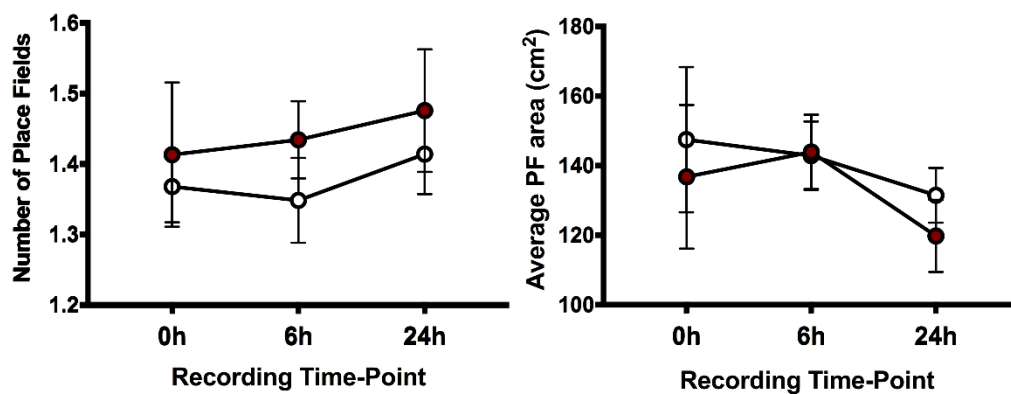 Number of Place Fields
1.6
1.5
1.4
1.3
1.2
0h 6h 24h
Recording Time-Point
Average PF area (cm²)
180
160
140
120
100
0h 6h 24h
Recording Time-Point